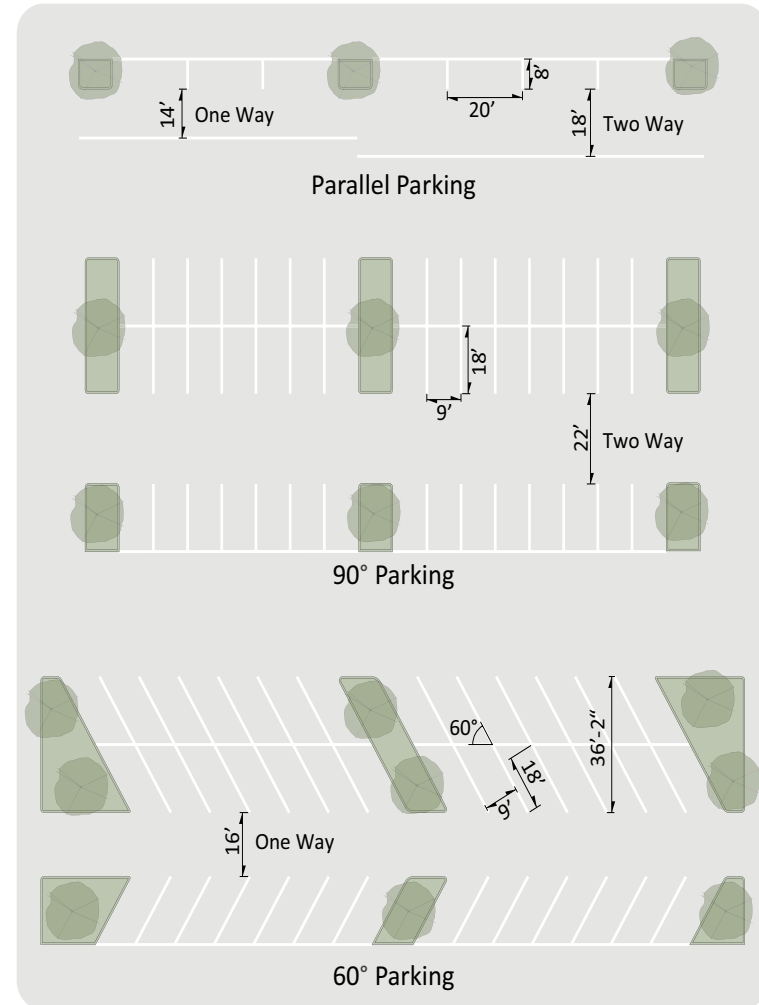 8’
20’
14’
One Way
18’
Two Way
Parallel Parking
18’
9’
22’
Two Way
90° Parking
60°
36’-2“
18’
9’
16’
One Way
60° Parking